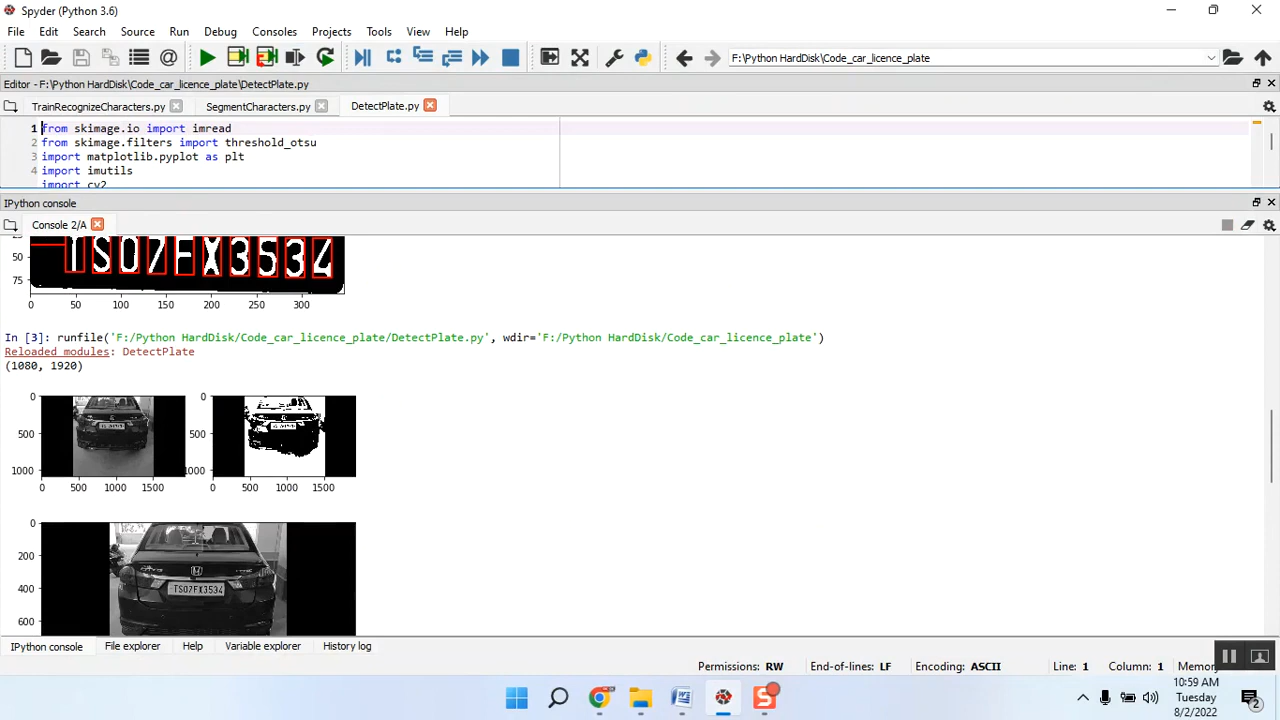 Spyder (Python 3.6)
File Edit Search Source Run Debug Consoles Projects Tools View Help
F:\Python HardDisk\Code_car_licence_plate
Editor - F:\Python HardDisk\Code_car_licence_plate\DetectPlate.py
TrainRecognizeCharacters.py SegmentCharacters.py DetectPlate.py
1 from skimage.io import imread
2 from skimage.filters import threshold_otsu
3 import matplotlib.pyplot as plt
4 import imutils
import cv2
IPython console
Console 2/A
TS07FX3534
50
75
0 50 100 150 200 250 300
In [3]: runfile('F:/Python HardDisk/Code_car_licence_plate/DetectPlate.py', wdir='F:/Python HardDisk/Code_car_licence_plate')
Reloaded modules: DetectPlate
(1080, 1920)
0 0
500 500
1000 1000
0 500 1000 1500 0 500 1000 1500
0
200
400
600
TS07FX3534
IPython console File explorer Help Variable explorer History log
Permissions: RW End-of-lines: LF Encoding: ASCII Line: 1 Column: 1 Memory
10:59 AM
Tuesday
8/2/2022
2